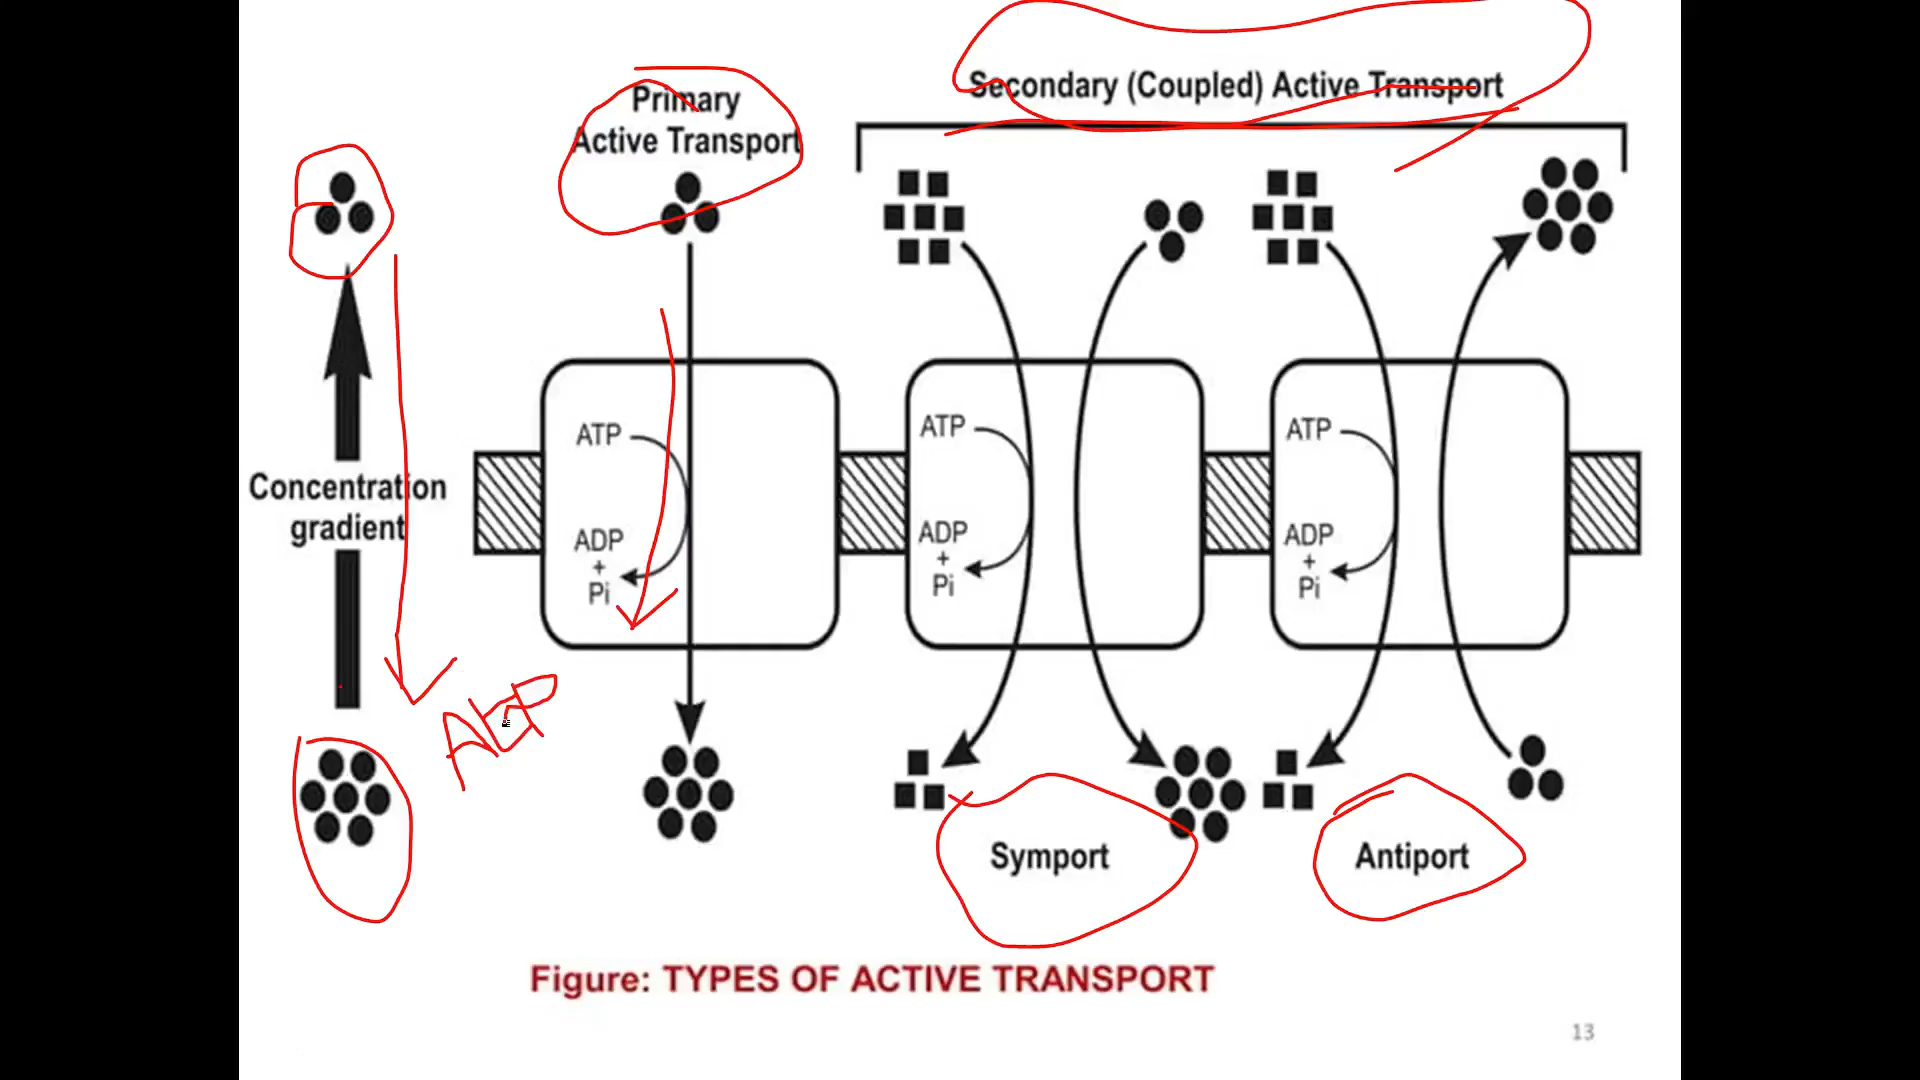 Primary
Active Transport
Secondary (Coupled) Active Transport
Concentration
gradient
ATP
ADP
+
Pi
ATP
ADP
+
Pi
ATP
ADP
+
Pi
Symport
Antiport
Figure: TYPES OF ACTIVE TRANSPORT
13